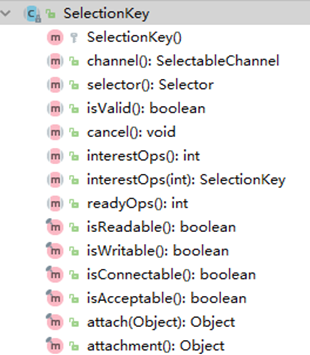 SelectionKey
SelectionKey()
channel(): SelectableChannel
selector(): Selector
isValid(): boolean
cancel(): void
interestOps(): int
interestOps(int): SelectionKey
readyOps(): int
isReadable(): boolean
isWritable(): boolean
isConnectable(): boolean
isAcceptable(): boolean
attach(Object): Object
attachment(): Object